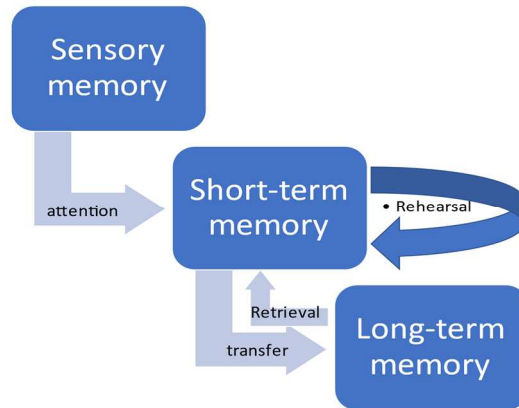 Sensory
memory
attention
Short-term
memory
• Rehearsal
Retrieval
transfer
Long-term
memory